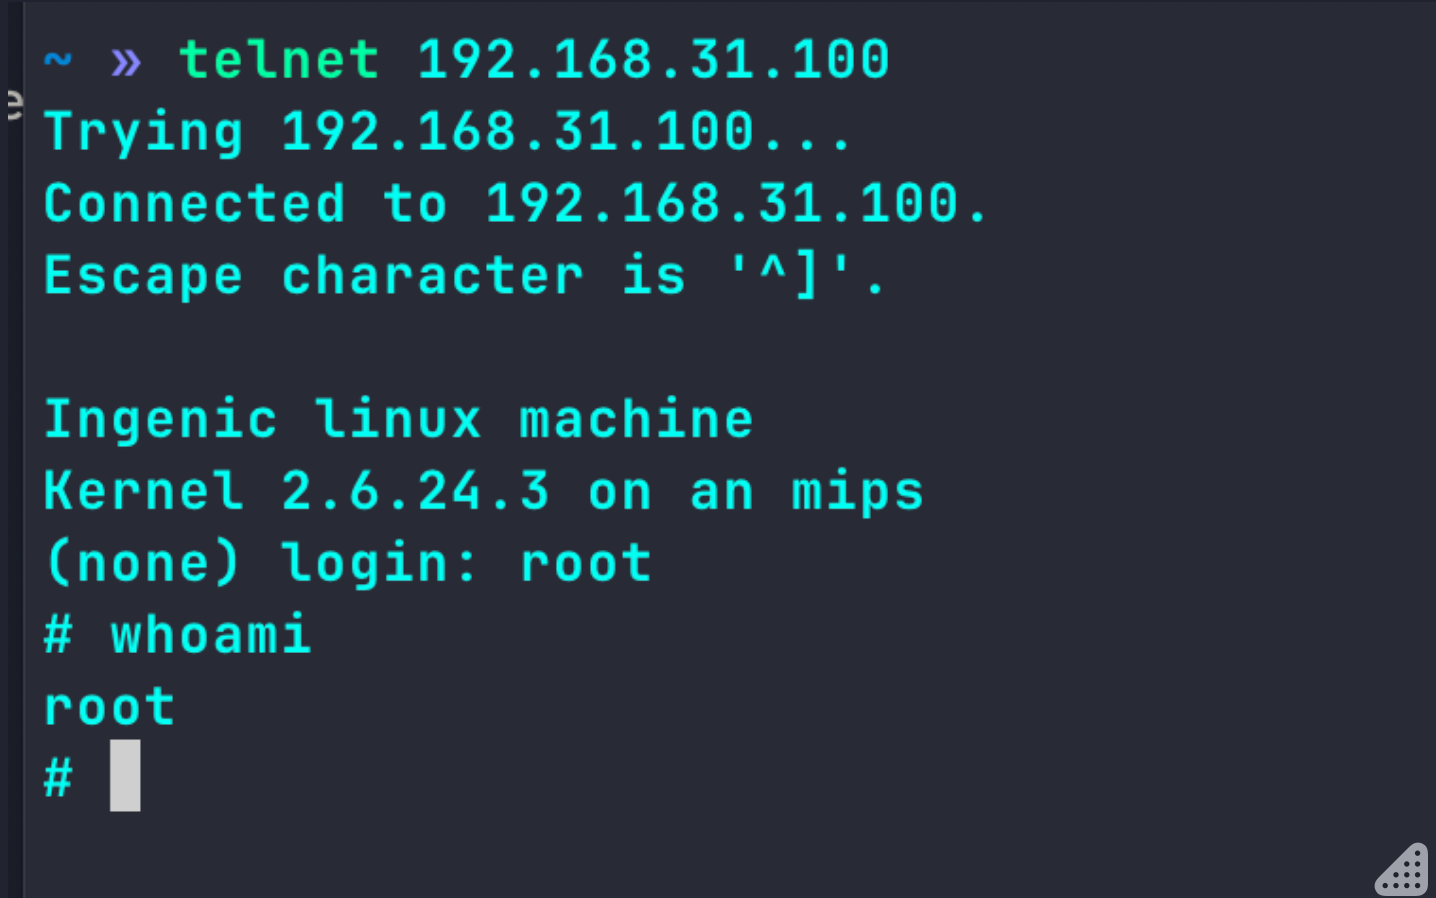 ~ » telnet 192.168.31.100
Trying 192.168.31.100...
Connected to 192.168.31.100.
Escape character is '^]'.
Ingenic linux machine
Kernel 2.6.24.3 on an mips
(none) login: root
# whoami
root
#